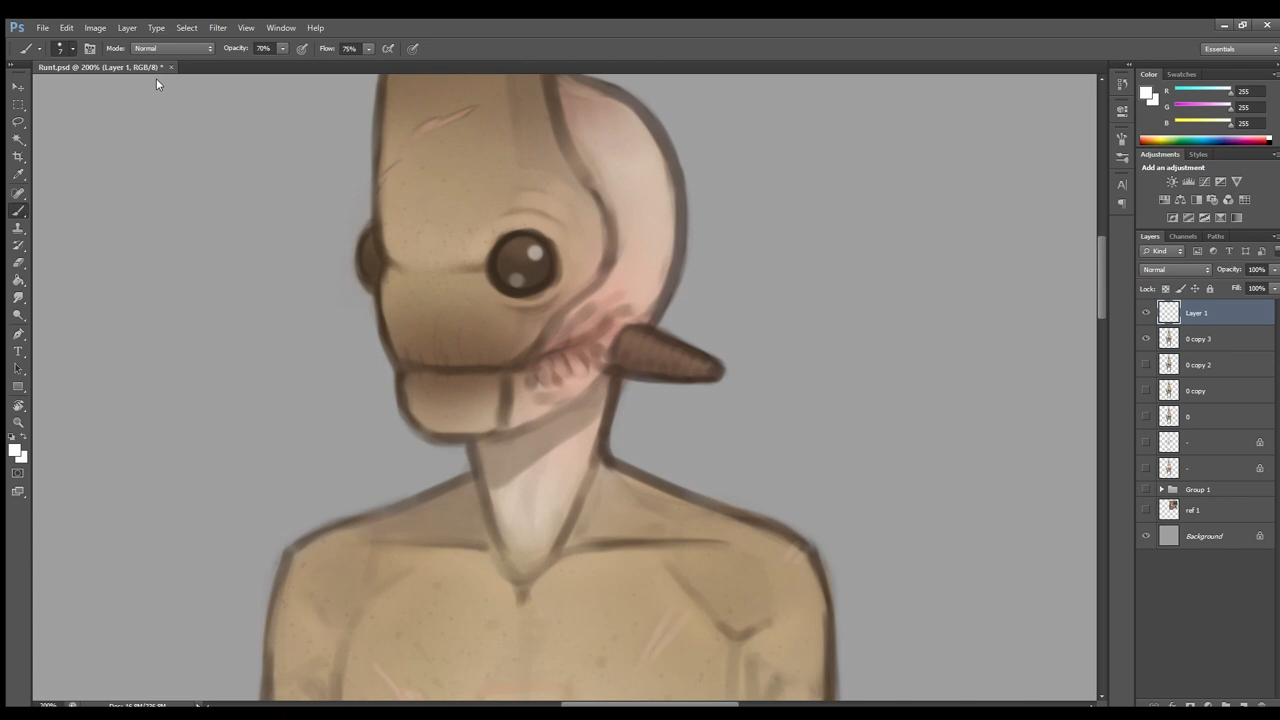 Ps File Edit Image Layer Type Select Filter View Window Help
7 Mode: Normal Opacity: 70% Flow: 75% Essentials
Runt.psd @ 200% (Layer 1, RGB/8) * ×
Color Swatches
R 255
G 255
B 255
Adjustments Styles
Add an adjustment
Layers Channels Paths
Kind
Normal Opacity: 100%
Lock: Fill: 100%
Layer 1
0 copy 3
0 copy 2
0 copy
0
-
-
Group 1
ref 1
Background
200%